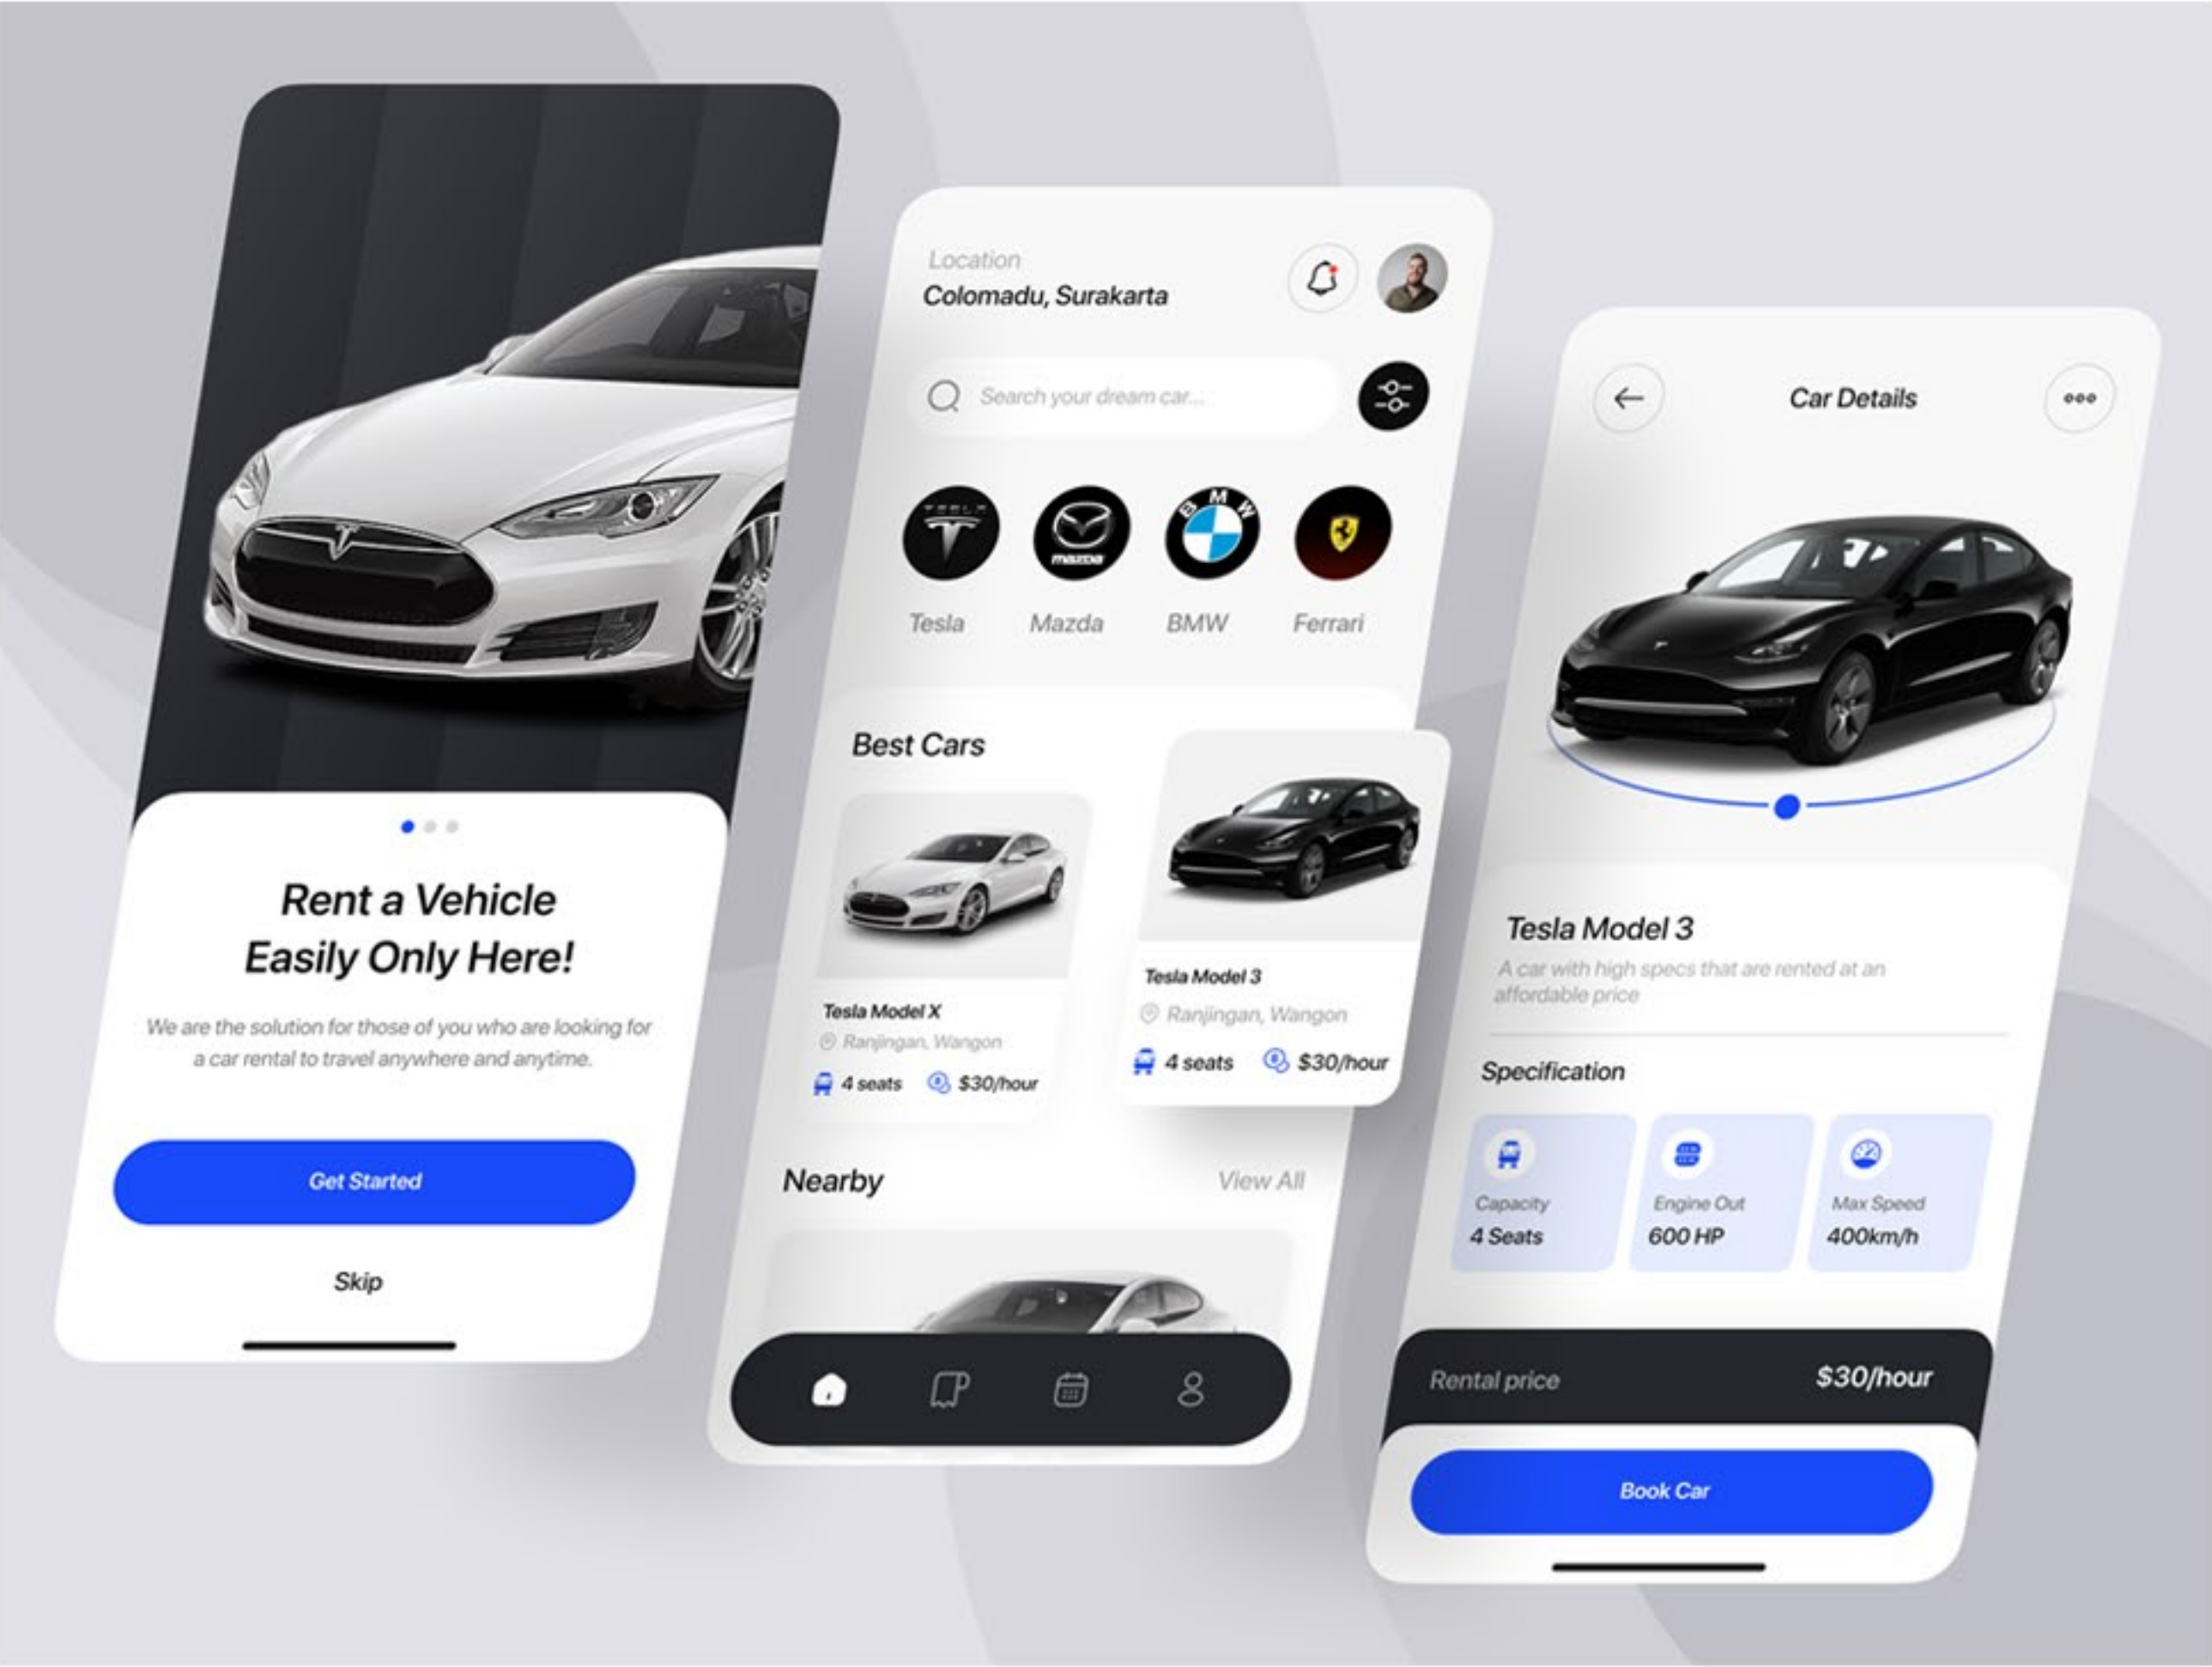 Rent a Vehicle
Easily Only Here!
We are the solution for those of you who are looking for
a car rental to travel anywhere and anytime.
Get Started
Skip
Location
Colomadu, Surakarta
Search your dream car...
TESLA
mazda
BMW
Tesla
Mazda
BMW
Ferrari
Best Cars
Tesla Model X
Ranjingan, Wangon
4 seats
$30/hour
Tesla Model 3
Ranjingan, Wangon
4 seats
$30/hour
Nearby
View All
Car Details
Tesla Model 3
A car with high specs that are rented at an
affordable price
Specification
Capacity
4 Seats
Engine Out
600 HP
Max Speed
400km/h
Rental price
$30/hour
Book Car